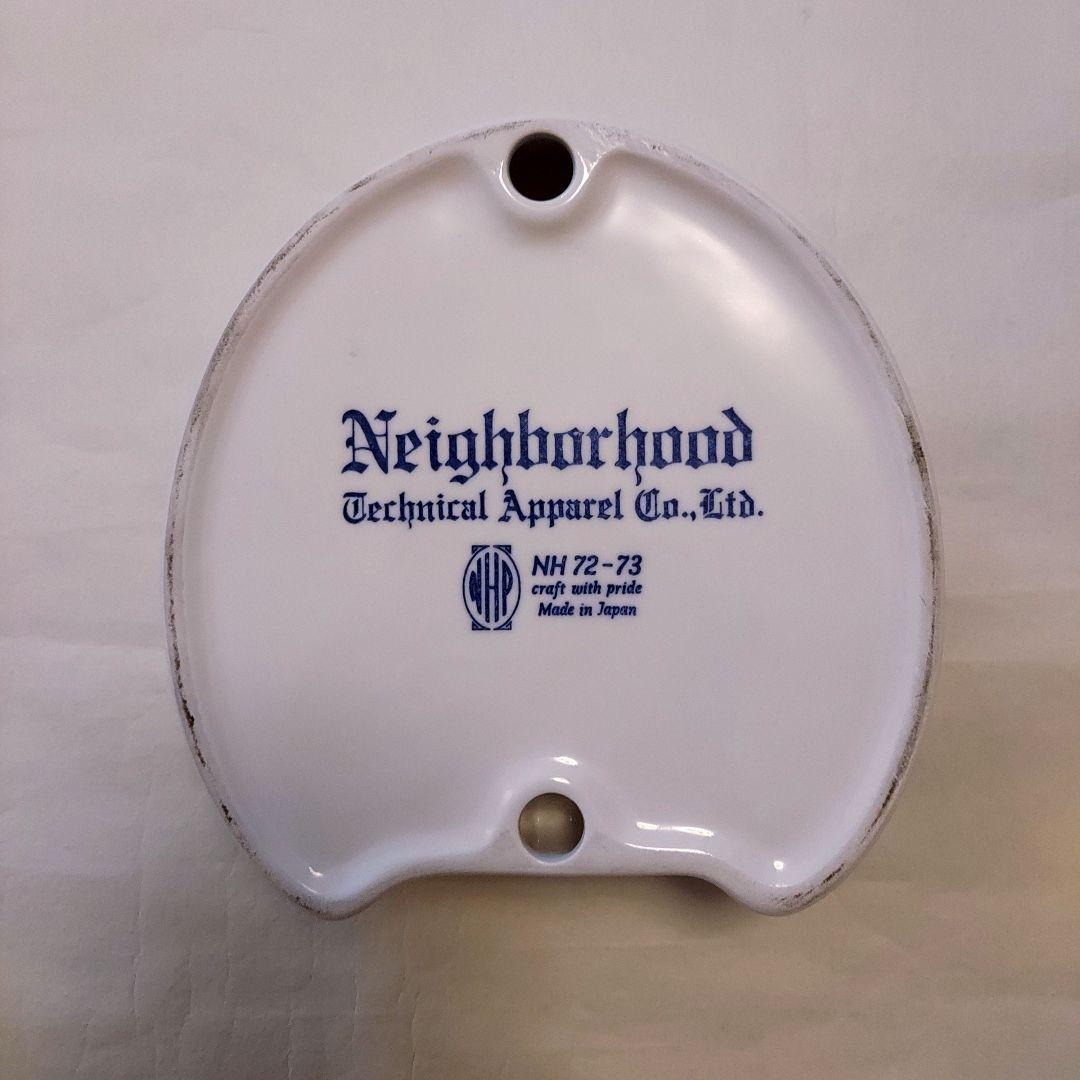 Neighborhood
Technical Apparel Co.,Ltd.
NHP
NH 72-73
craft with pride
Made in Japan